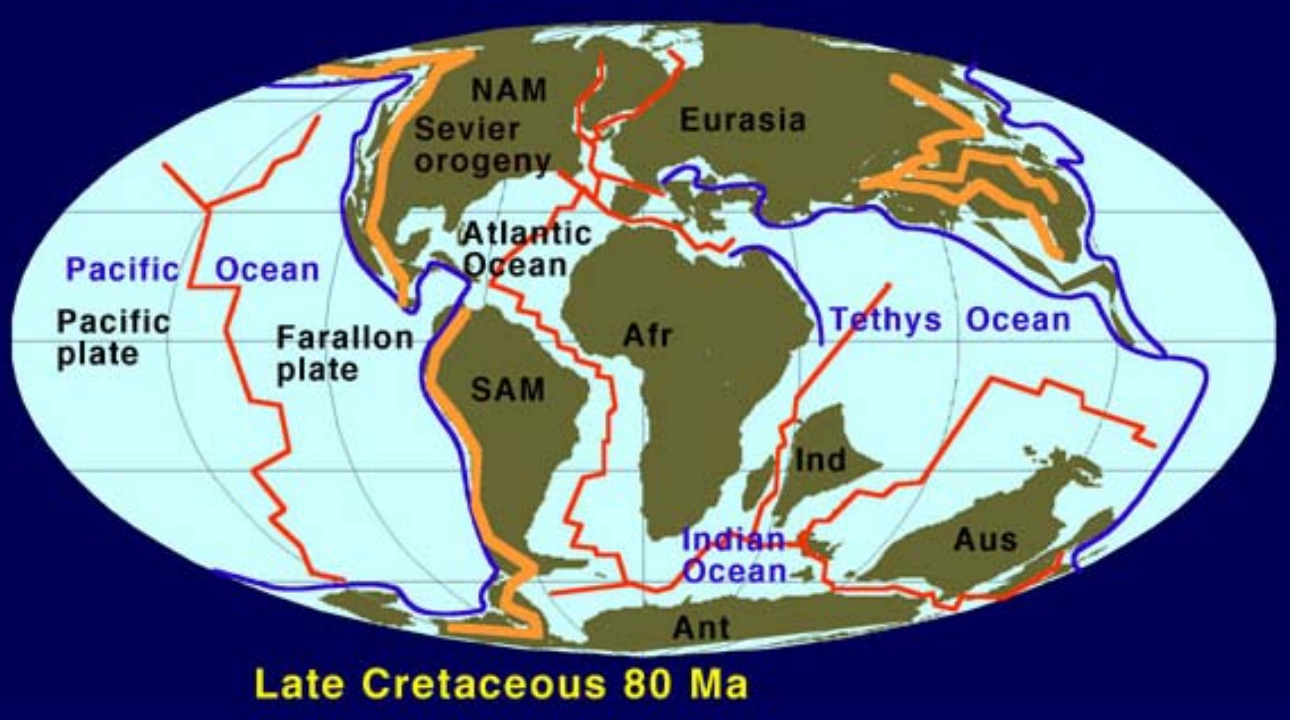 NAM
Sevier
orogeny
Eurasia
Atlantic
Ocean
Pacific Ocean
Pacific
plate
Farallon
plate
Afr
Tethys Ocean
SAM
Ind
Indian
Ocean
Aus
Ant
Late Cretaceous 80 Ma